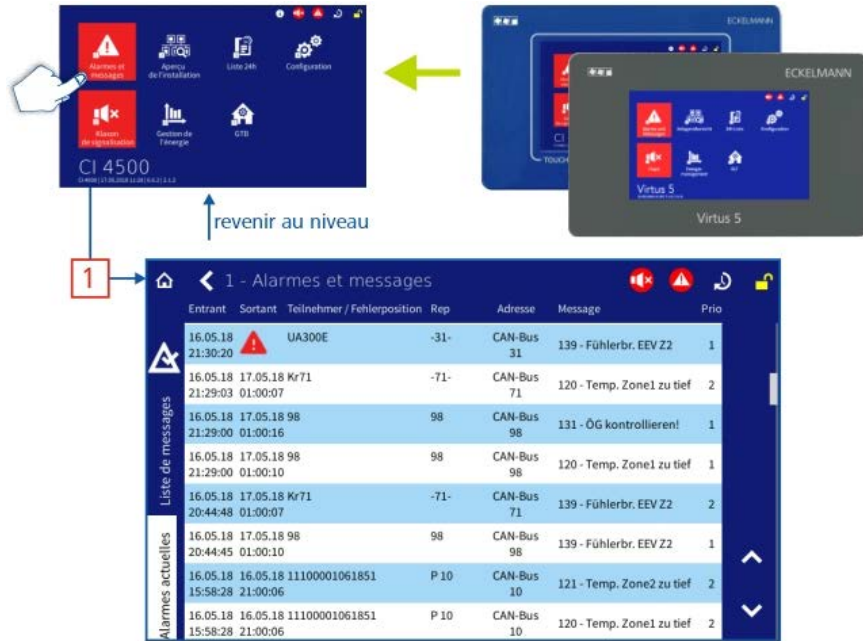 Alarmes et
messages
Aperçu
de l'installation
Liste 24h
Configuration
Klaxon
de signalisation
Gestion de
l'énergie
GTB
CI 4500
ECKELMANN
CI
TOUCH
ECKELMANN
Virtus 5
Virtus 5
revenir au niveau
1
1 - Alarmes et messages
Entrant Sortant Teilnehmer / Fehlerposition Rep Adresse Message Prio
16.05.18 UA300E -31- CAN-Bus 139 - Fühlerbr. EEV Z2 1
21:30:20 31
16.05.18 17.05.18 Kr71 -71- CAN-Bus 120 - Temp. Zone1 zu tief 2
21:29:03 01:00:07 71
16.05.18 17.05.18 98 98 CAN-Bus 131 - ÖG kontrollieren! 1
21:29:00 01:00:16 98
16.05.18 17.05.18 98 98 CAN-Bus 120 - Temp. Zone1 zu tief 1
21:29:00 01:00:10 98
16.05.18 17.05.18 Kr71 -71- CAN-Bus 139 - Fühlerbr. EEV Z2 2
20:44:48 01:00:07 71
16.05.18 17.05.18 98 98 CAN-Bus 139 - Fühlerbr. EEV Z2 1
20:44:45 01:00:10 98
16.05.18 16.05.18 11100001061851 P 10 CAN-Bus 121 - Temp. Zone2 zu tief 2
15:58:28 21:00:06 10
16.05.18 16.05.18 11100001061851 P 10 CAN-Bus 120 - Temp. Zone1 zu tief 2
15:58:28 21:00:06 10
Liste de messages
Alarmes actuelles